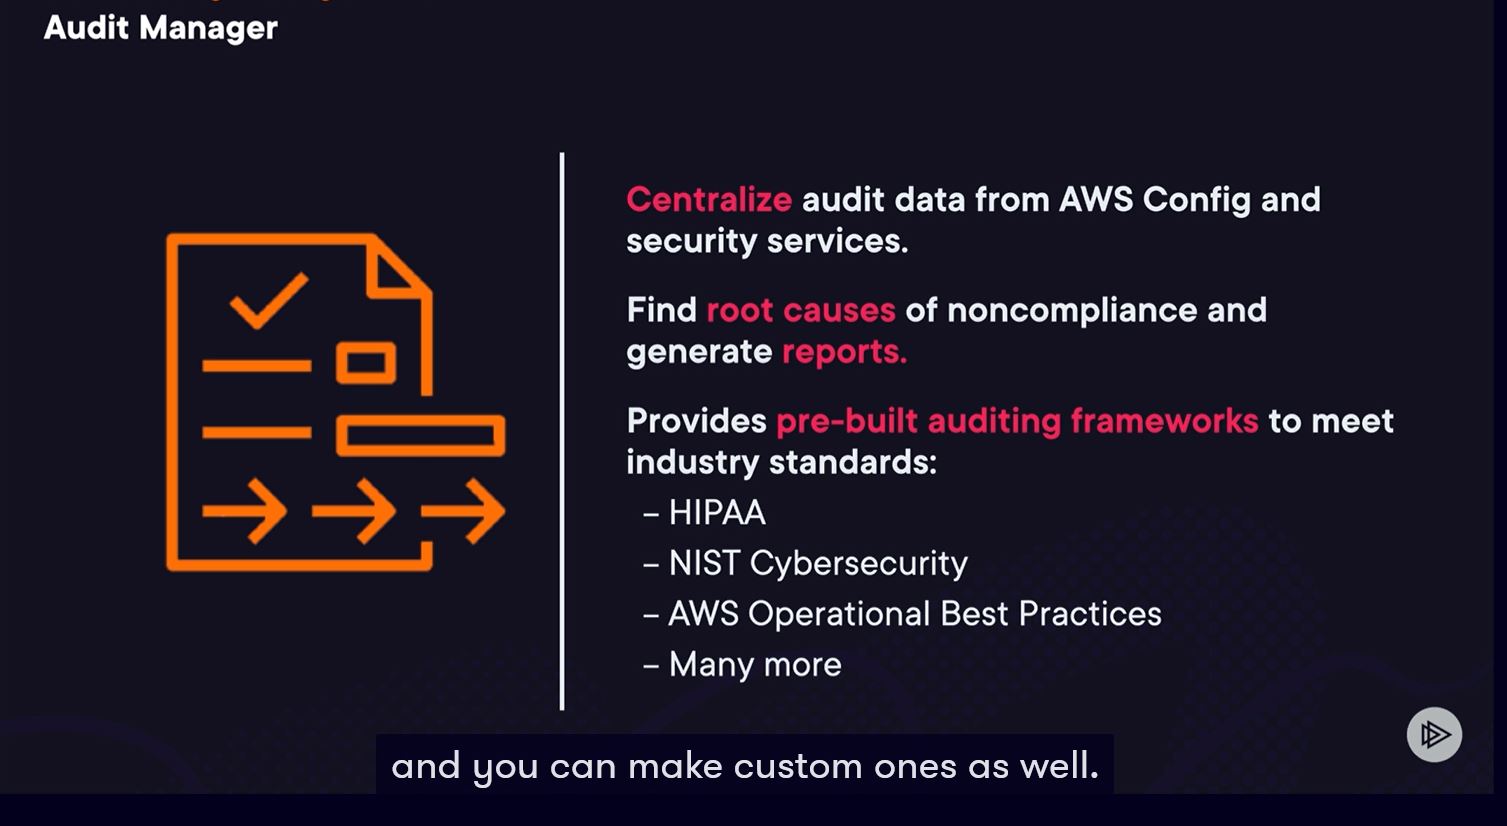 Audit Manager
Centralize audit data from AWS Config and
security services.
Find root causes of noncompliance and
generate reports.
Provides pre-built auditing frameworks to meet
industry standards:
– HIPAA
– NIST Cybersecurity
– AWS Operational Best Practices
– Many more
and you can make custom ones as well.